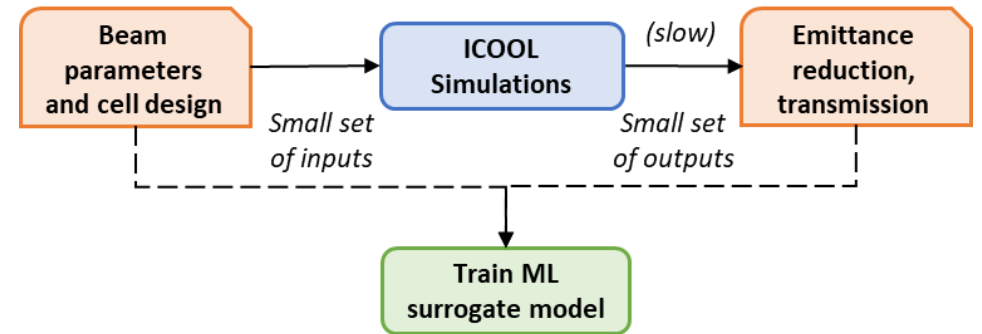 Beam
parameters
and cell design
ICOOL
Simulations
(slow)
Emittance
reduction,
transmission
Small set
of inputs
Small set
of outputs
Train ML
surrogate model